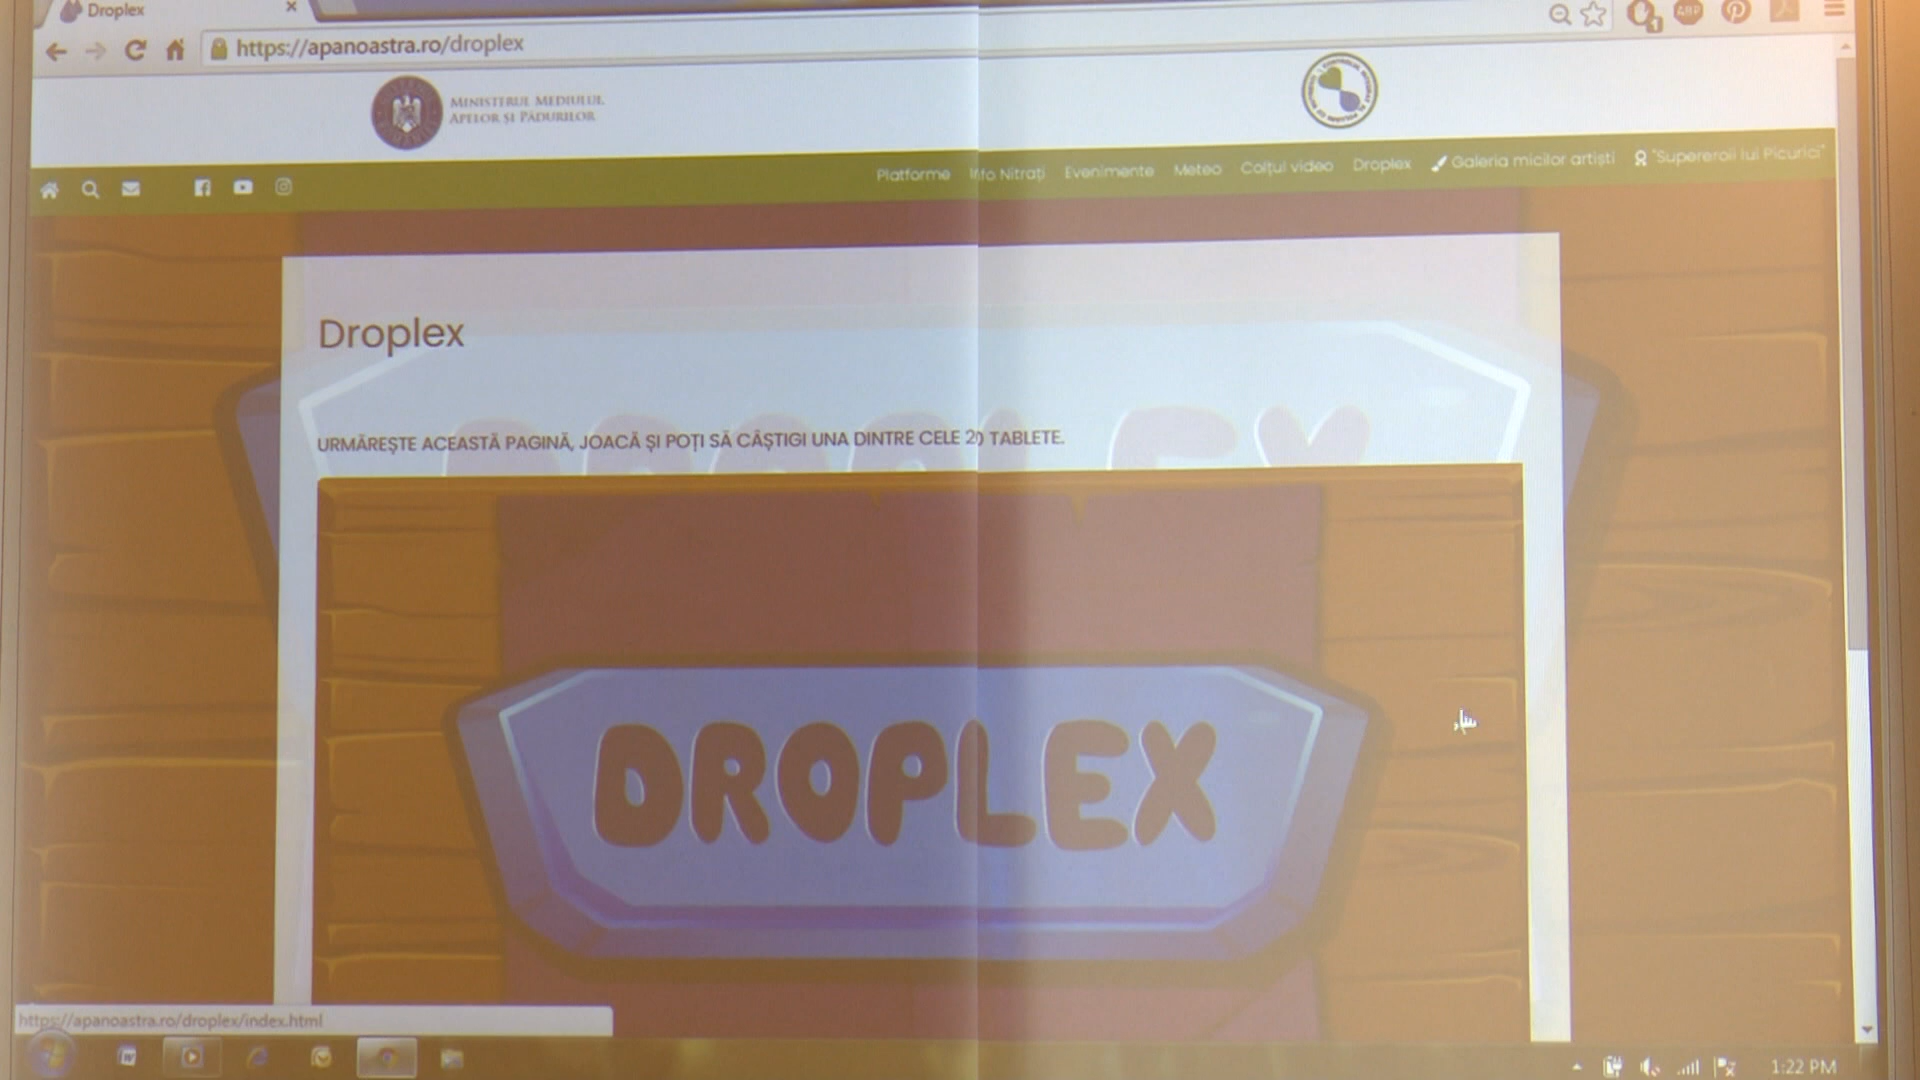 Droplex
https://apanoastra.ro/droplex
MINISTERUL MEDIULUI,
APELOR ȘI PĂDURILOR
Platforme Info Nitrați Evenimente Meteo Colțul video Droplex Galeria micilor artiști "Supereroii lui Picurici"
Droplex
URMĂREȘTE ACEASTĂ PAGINĂ, JOACĂ ȘI POȚI SĂ CÂȘTIGI UNA DINTRE CELE 20 TABLETE.
DROPLEX
https://apanoastra.ro/droplex/index.html
1:22 PM